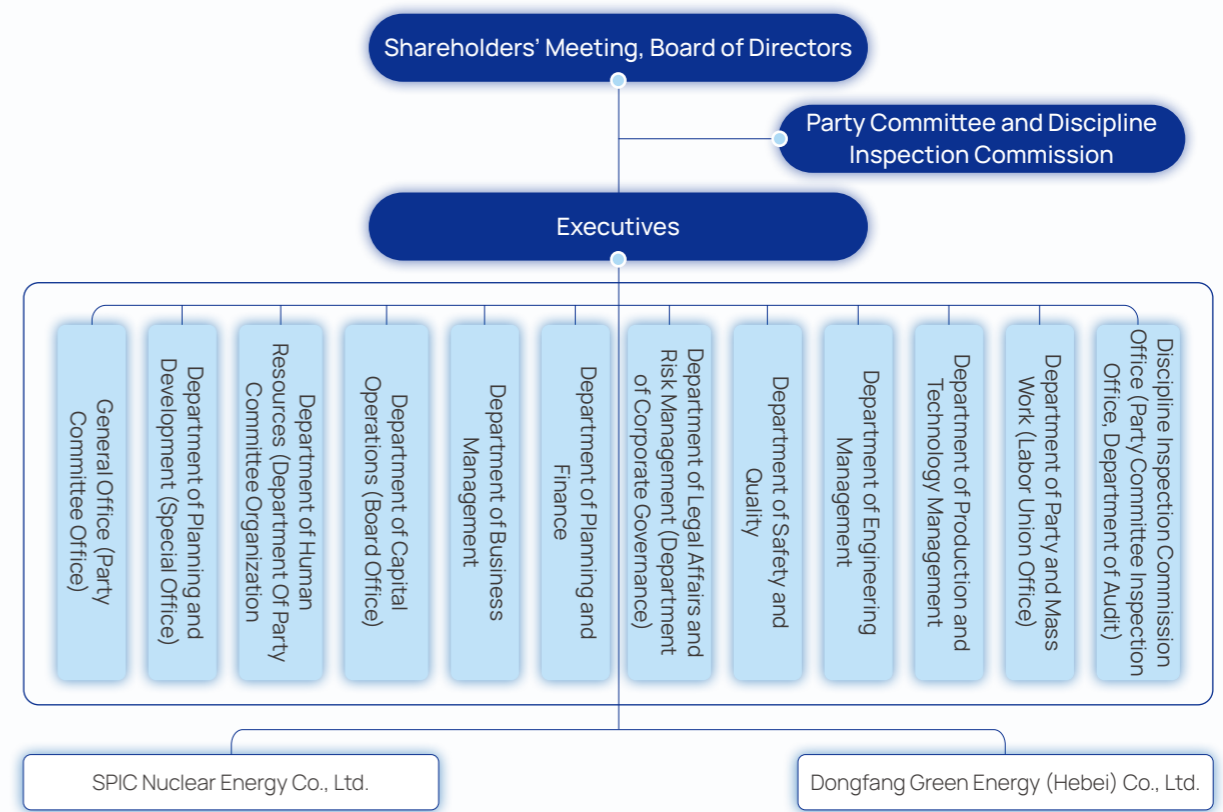 Shareholders' Meeting, Board of Directors
Party Committee and Discipline
Inspection Commission
Executives
General Office (Party
Committee Office)
Department of Planning and
Development (Special Office)
Department of Human
Resources (Department Of Party
Committee Organization
Department of Capital
Operations (Board Office)
Department of Business
Management
Department of Planning and
Finance
Department of Legal Affairs and
Risk Management (Department
of Corporate Governance)
Department of Safety and
Quality
Department of Engineering
Management
Department of Production and
Technology Management
Department of Party and Mass
Work (Labor Union Office)
Discipline Inspection Commission
Office (Party Committee Inspection
Office, Department of Audit)
SPIC Nuclear Energy Co., Ltd.
Dongfang Green Energy (Hebei) Co., Ltd.